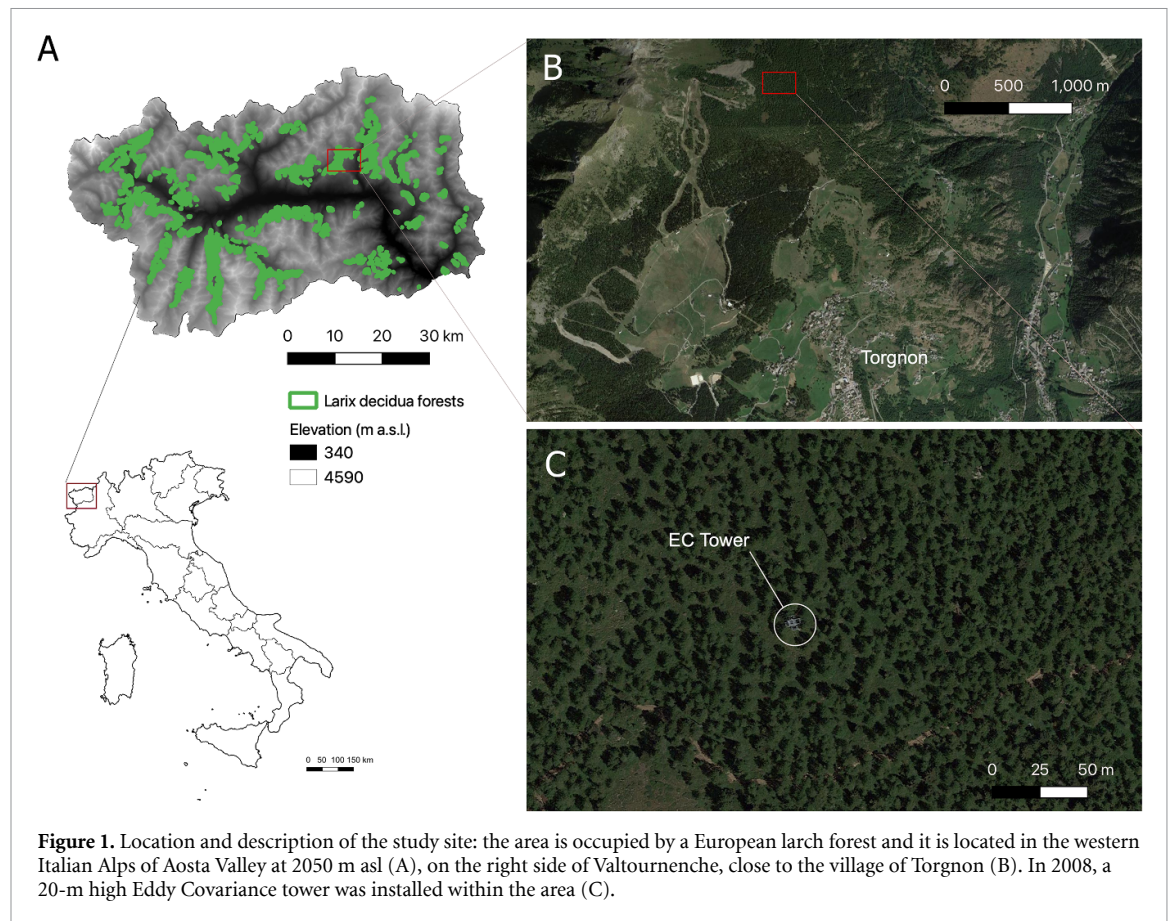 A
0 10 20 30 km
Larix decidua forests
Elevation (m a.s.l.)
340
4590
0 50 100 150 km
B
0 500 1,000 m
Torgnon
C
EC Tower
0 25 50 m
Figure 1. Location and description of the study site: the area is occupied by a European larch forest and it is located in the western
Italian Alps of Aosta Valley at 2050 m asl (A), on the right side of Valtournenche, close to the village of Torgnon (B). In 2008, a
20-m high Eddy Covariance tower was installed within the area (C).